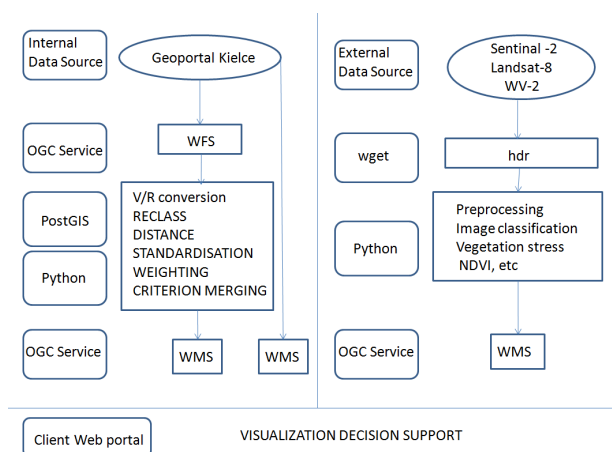 Internal
Data Source
Geoportal Kielce
OGC Service
WFS
PostGIS
Python
V/R conversion
RECLASS
DISTANCE
STANDARDISATION
WEIGHTING
CRITERION MERGING
OGC Service
WMS
WMS
External
Data Source
Sentinal -2
Landsat-8
WV-2
wget
hdr
Python
Preprocessing
Image classification
Vegetation stress
NDVI, etc
OGC Service
WMS
Client Web portal
VISUALIZATION DECISION SUPPORT